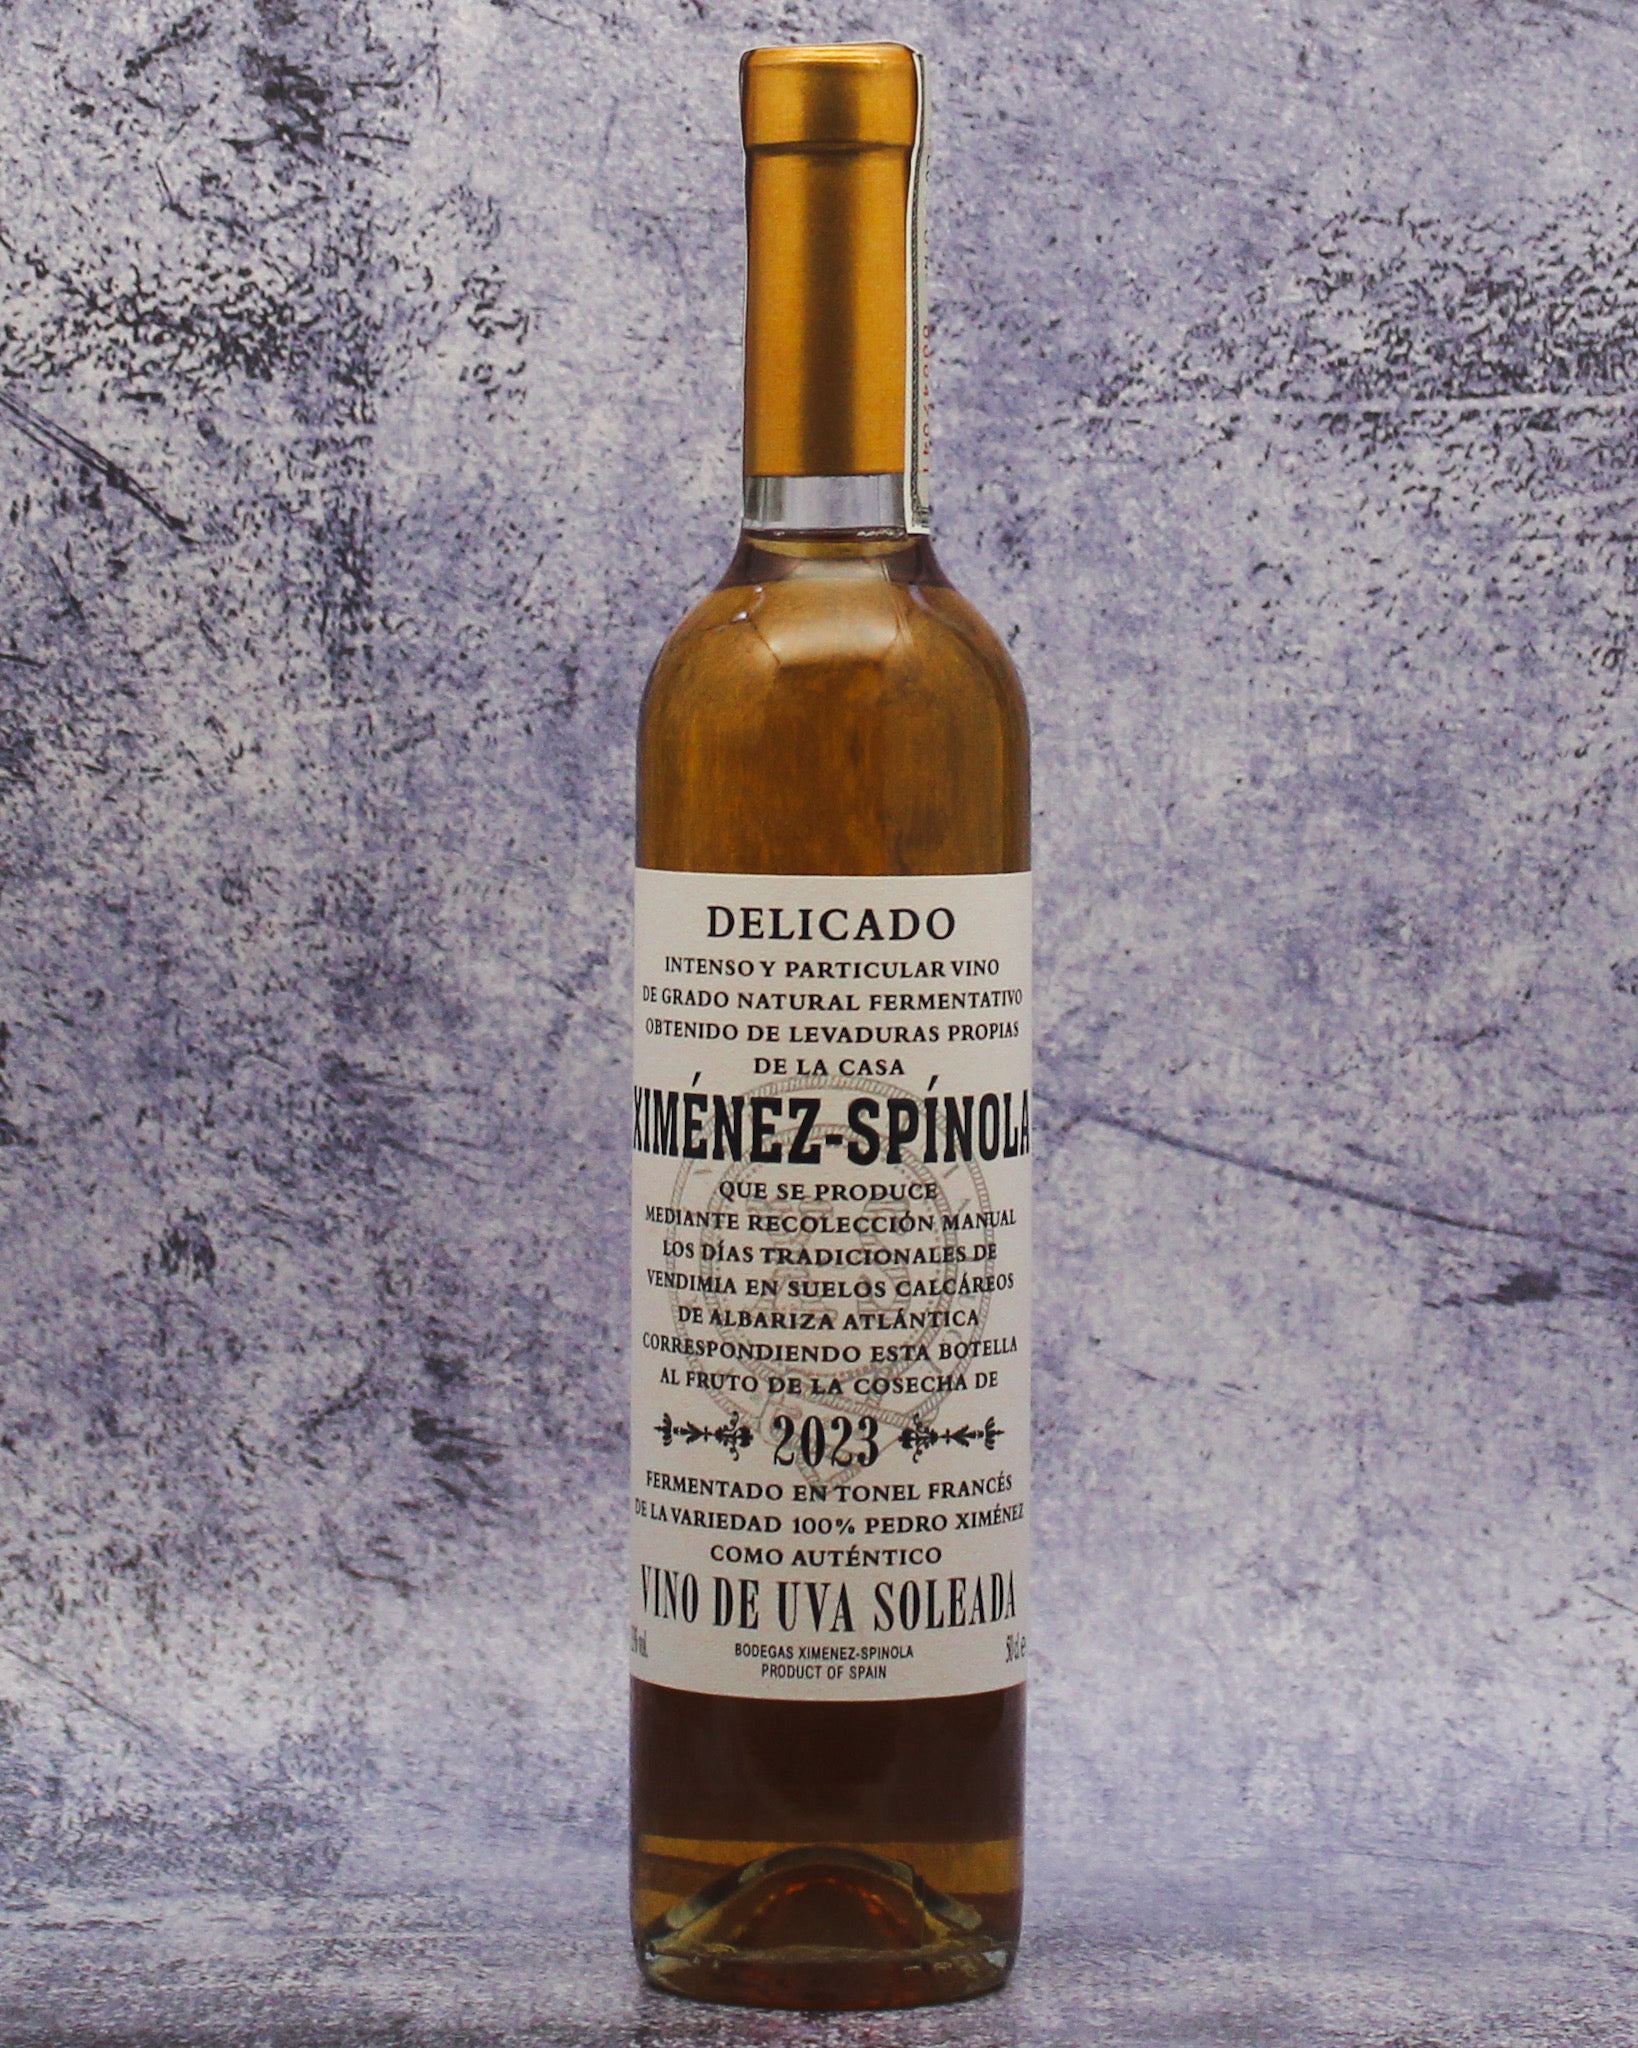 DELICADO
INTENSO Y PARTICULAR VINO
DE GRADO NATURAL FERMENTATIVO
OBTENIDO DE LEVADURAS PROPIAS
DE LA CASA
XIMÉNEZ-SPÍNOLA
QUE SE PRODUCE
MEDIANTE RECOLECCIÓN MANUAL
LOS DÍAS TRADICIONALES DE
VENDIMIA EN SUELOS CALCÁREOS
DE ALBARIZA ATLÁNTICA
CORRESPONDIENDO ESTA BOTELLA
AL FRUTO DE LA COSECHA DE
2023
FERMENTADO EN TONEL FRANCÉS
DE LA VARIEDAD 100% PEDRO XIMÉNEZ
COMO AUTÉNTICO
VINO DE UVA SOLEADA
BODEGAS XIMENEZ-SPINOLA
50 cl. e
PRODUCT OF SPAIN